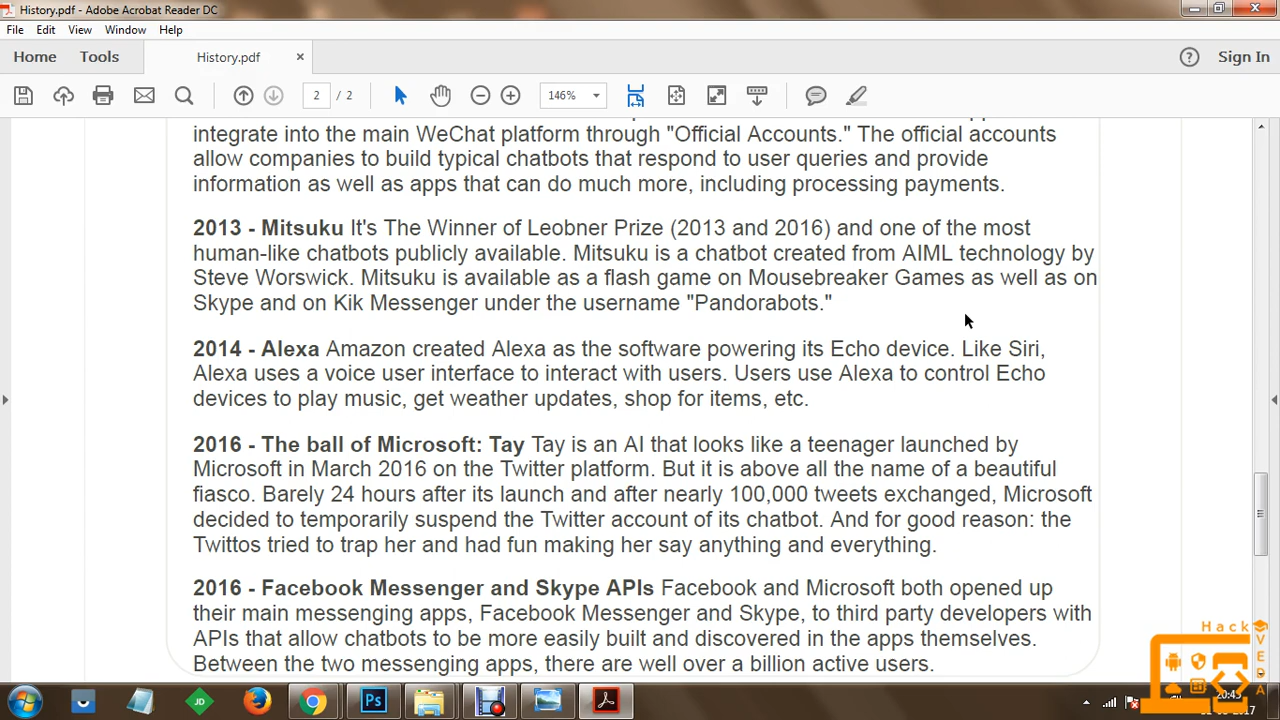 History.pdf - Adobe Acrobat Reader DC
File Edit View Window Help
Home Tools History.pdf × ? Sign In
2 / 2 146%
integrate into the main WeChat platform through "Official Accounts." The official accounts
allow companies to build typical chatbots that respond to user queries and provide
information as well as apps that can do much more, including processing payments.
2013 - Mitsuku It's The Winner of Leobner Prize (2013 and 2016) and one of the most
human-like chatbots publicly available. Mitsuku is a chatbot created from AIML technology by
Steve Worswick. Mitsuku is available as a flash game on Mousebreaker Games as well as on
Skype and on Kik Messenger under the username "Pandorabots."
2014 - Alexa Amazon created Alexa as the software powering its Echo device. Like Siri,
Alexa uses a voice user interface to interact with users. Users use Alexa to control Echo
devices to play music, get weather updates, shop for items, etc.
2016 - The ball of Microsoft: Tay Tay is an AI that looks like a teenager launched by
Microsoft in March 2016 on the Twitter platform. But it is above all the name of a beautiful
fiasco. Barely 24 hours after its launch and after nearly 100,000 tweets exchanged, Microsoft
decided to temporarily suspend the Twitter account of its chatbot. And for good reason: the
Twittos tried to trap her and had fun making her say anything and everything.
2016 - Facebook Messenger and Skype APIs Facebook and Microsoft both opened up
their main messenging apps, Facebook Messenger and Skype, to third party developers with
APIs that allow chatbots to be more easily built and discovered in the apps themselves.
Between the two messenging apps, there are well over a billion active users.
Hack
VEDA
JD
Ps
20:45